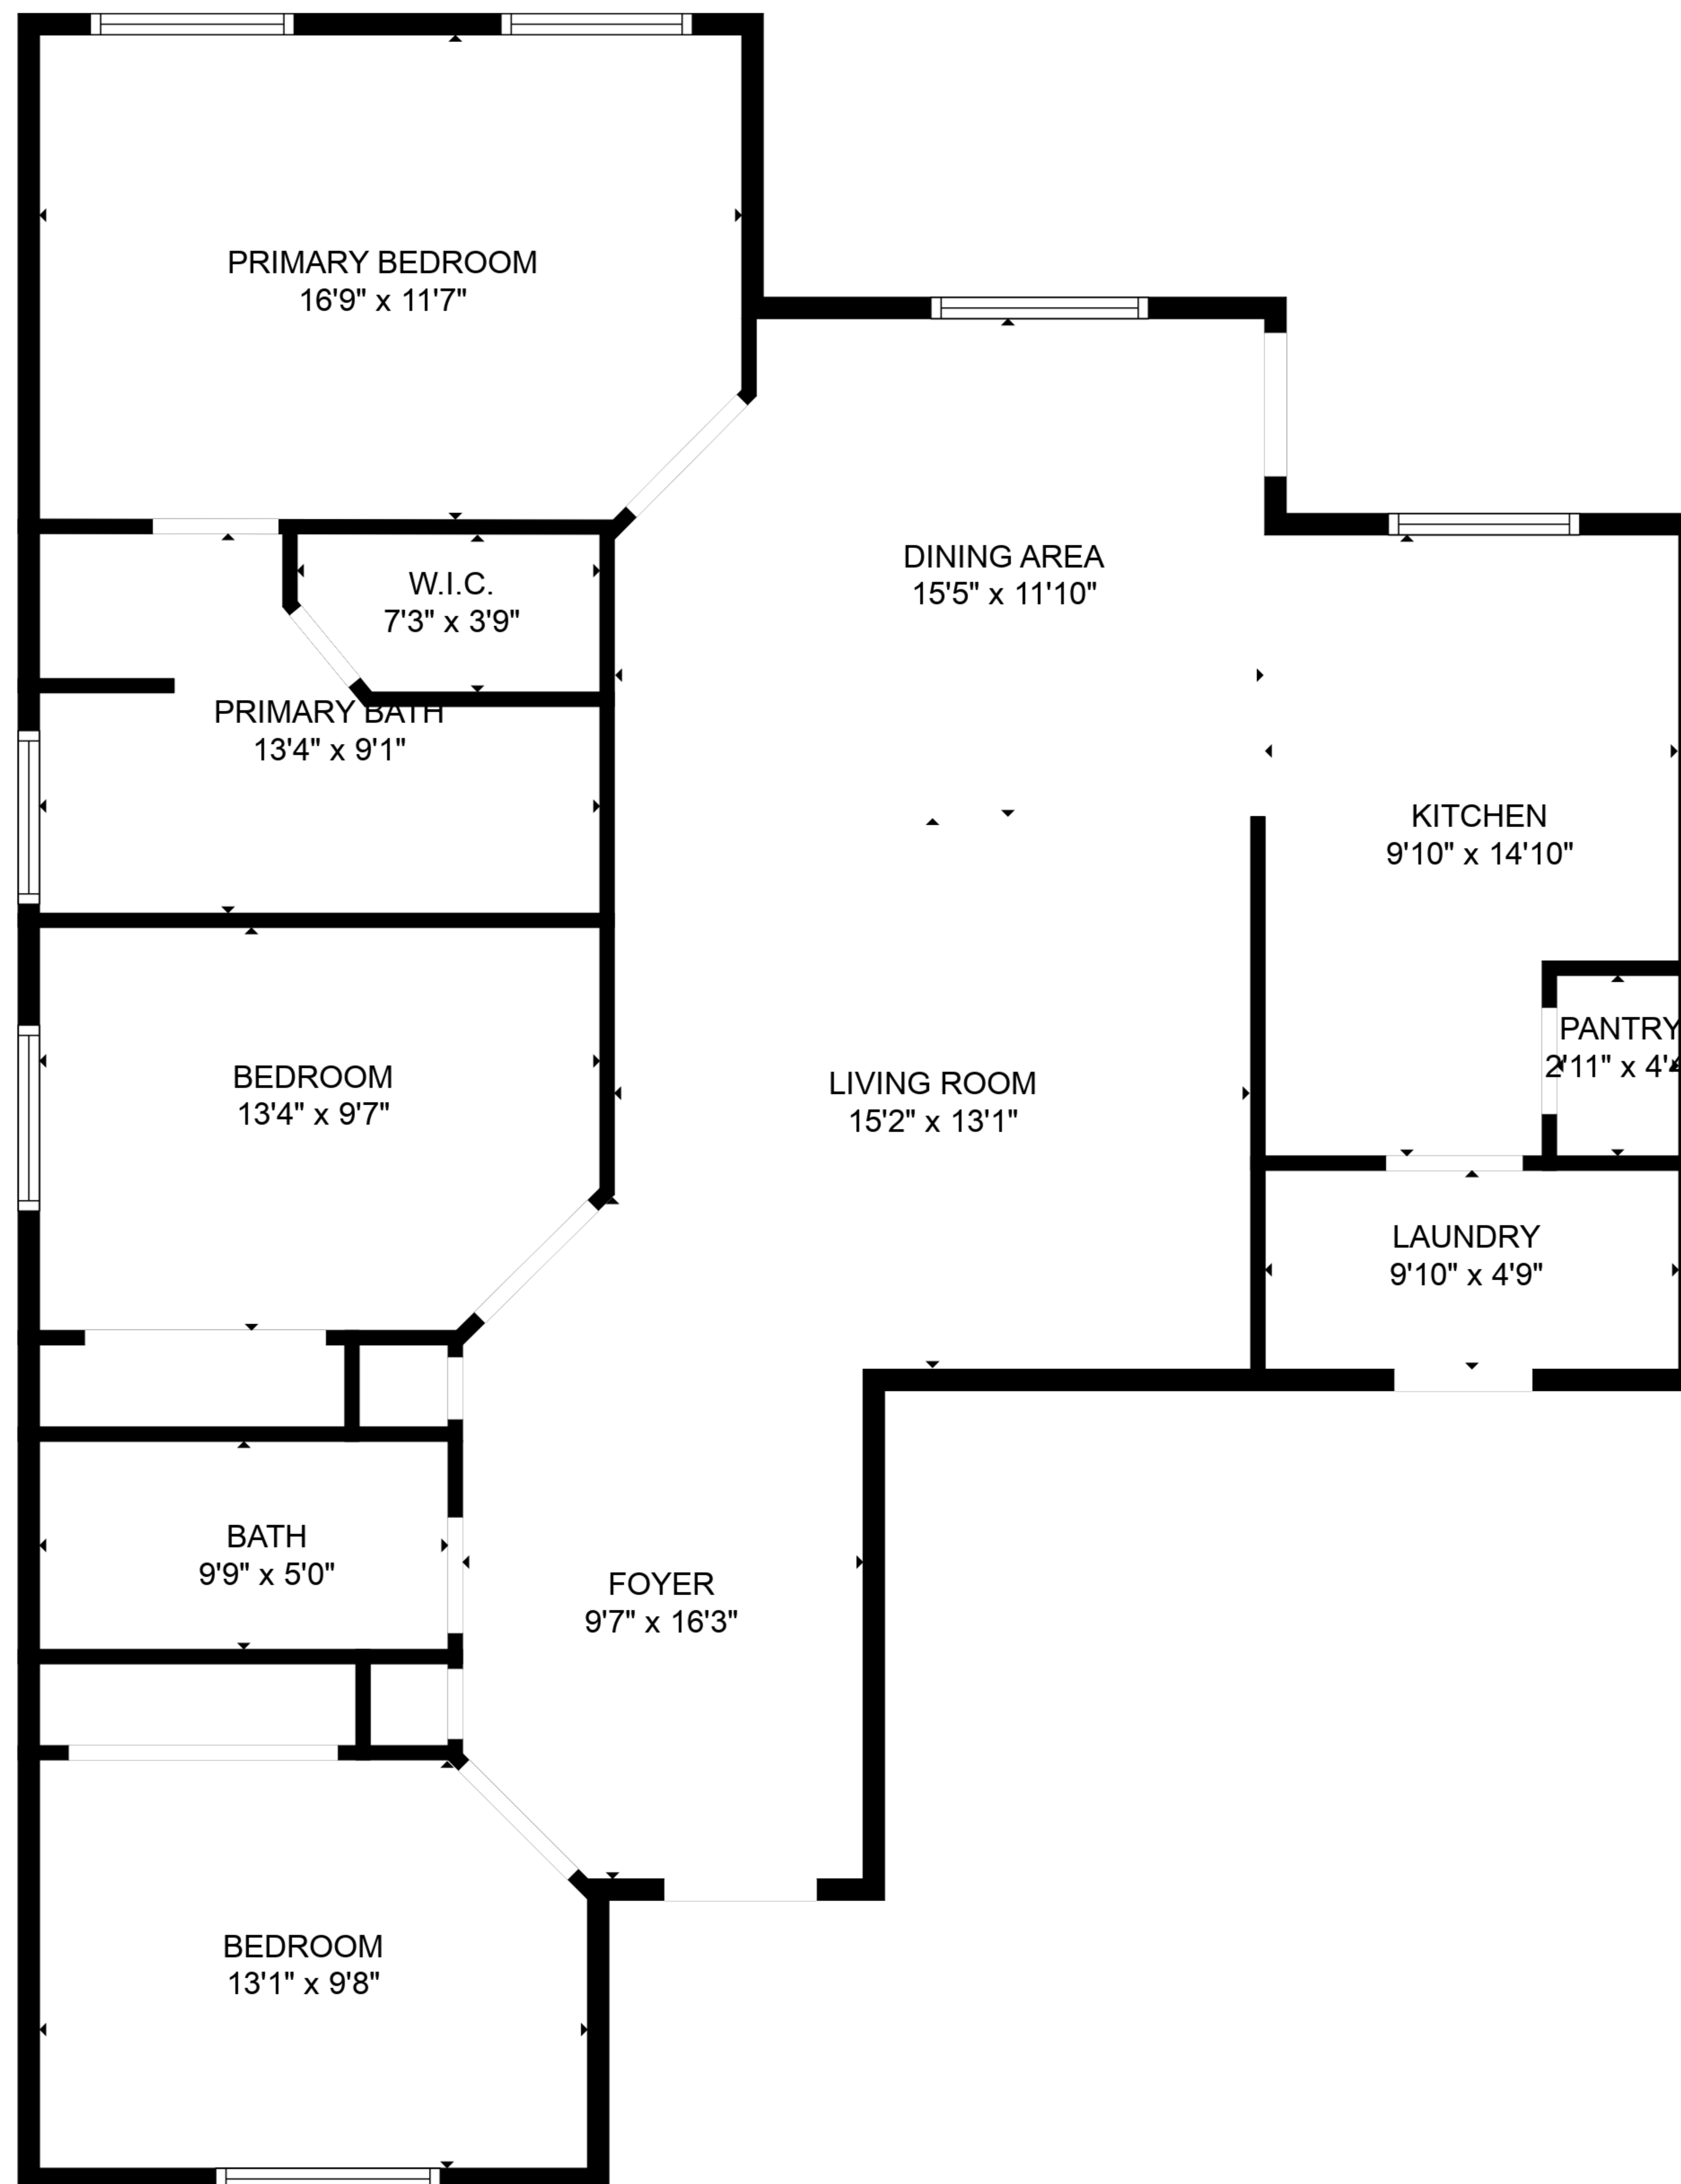 PRIMARY BEDROOM
16'9" x 11'7"
DINING AREA
15'5" x 11'10"
W.I.C.
7'3" x 3'9"
PRIMARY BATH
13'4" x 9'1"
KITCHEN
9'10" x 14'10"
PANTRY
2'11" x
BEDROOM
13'4" x 9'7"
LIVING ROOM
15'2" x 13'1"
LAUNDRY
9'10" x 4'9"
BATH
9'9" x 5'0"
FOYER
9'7" x 16'3"
BEDROOM
13'1" x 9'8"